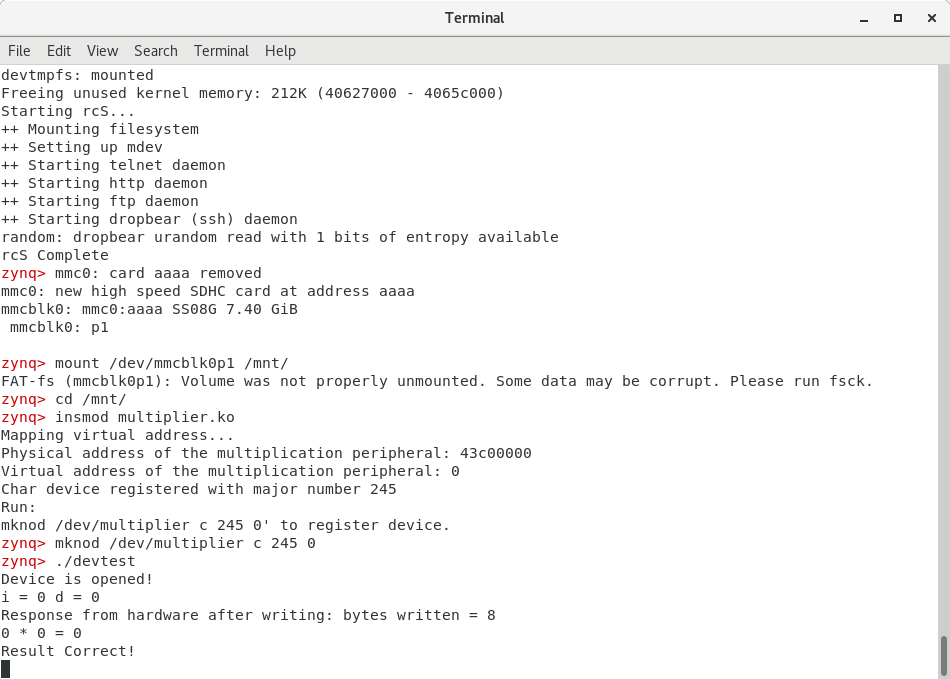 Terminal
File Edit View Search Terminal Help
devtmpfs: mounted
Freeing unused kernel memory: 212K (40627000 - 4065c000)
Starting rcS...
++ Mounting filesystem
++ Setting up mdev
++ Starting telnet daemon
++ Starting http daemon
++ Starting ftp daemon
++ Starting dropbear (ssh) daemon
random: dropbear urandom read with 1 bits of entropy available
rcS Complete
zynq> mmc0: card aaaa removed
mmc0: new high speed SDHC card at address aaaa
mmcblk0: mmc0:aaaa SS08G 7.40 GiB
 mmcblk0: p1
zynq> mount /dev/mmcblk0p1 /mnt/
FAT-fs (mmcblk0p1): Volume was not properly unmounted. Some data may be corrupt. Please run fsck.
zynq> cd /mnt/
zynq> insmod multiplier.ko
Mapping virtual address...
Physical address of the multiplication peripheral: 43c00000
Virtual address of the multiplication peripheral: 0
Char device registered with major number 245
Run:
mknod /dev/multiplier c 245 0' to register device.
zynq> mknod /dev/multiplier c 245 0
zynq> ./devtest
Device is opened!
i = 0 d = 0
Response from hardware after writing: bytes written = 8
0 * 0 = 0
Result Correct!